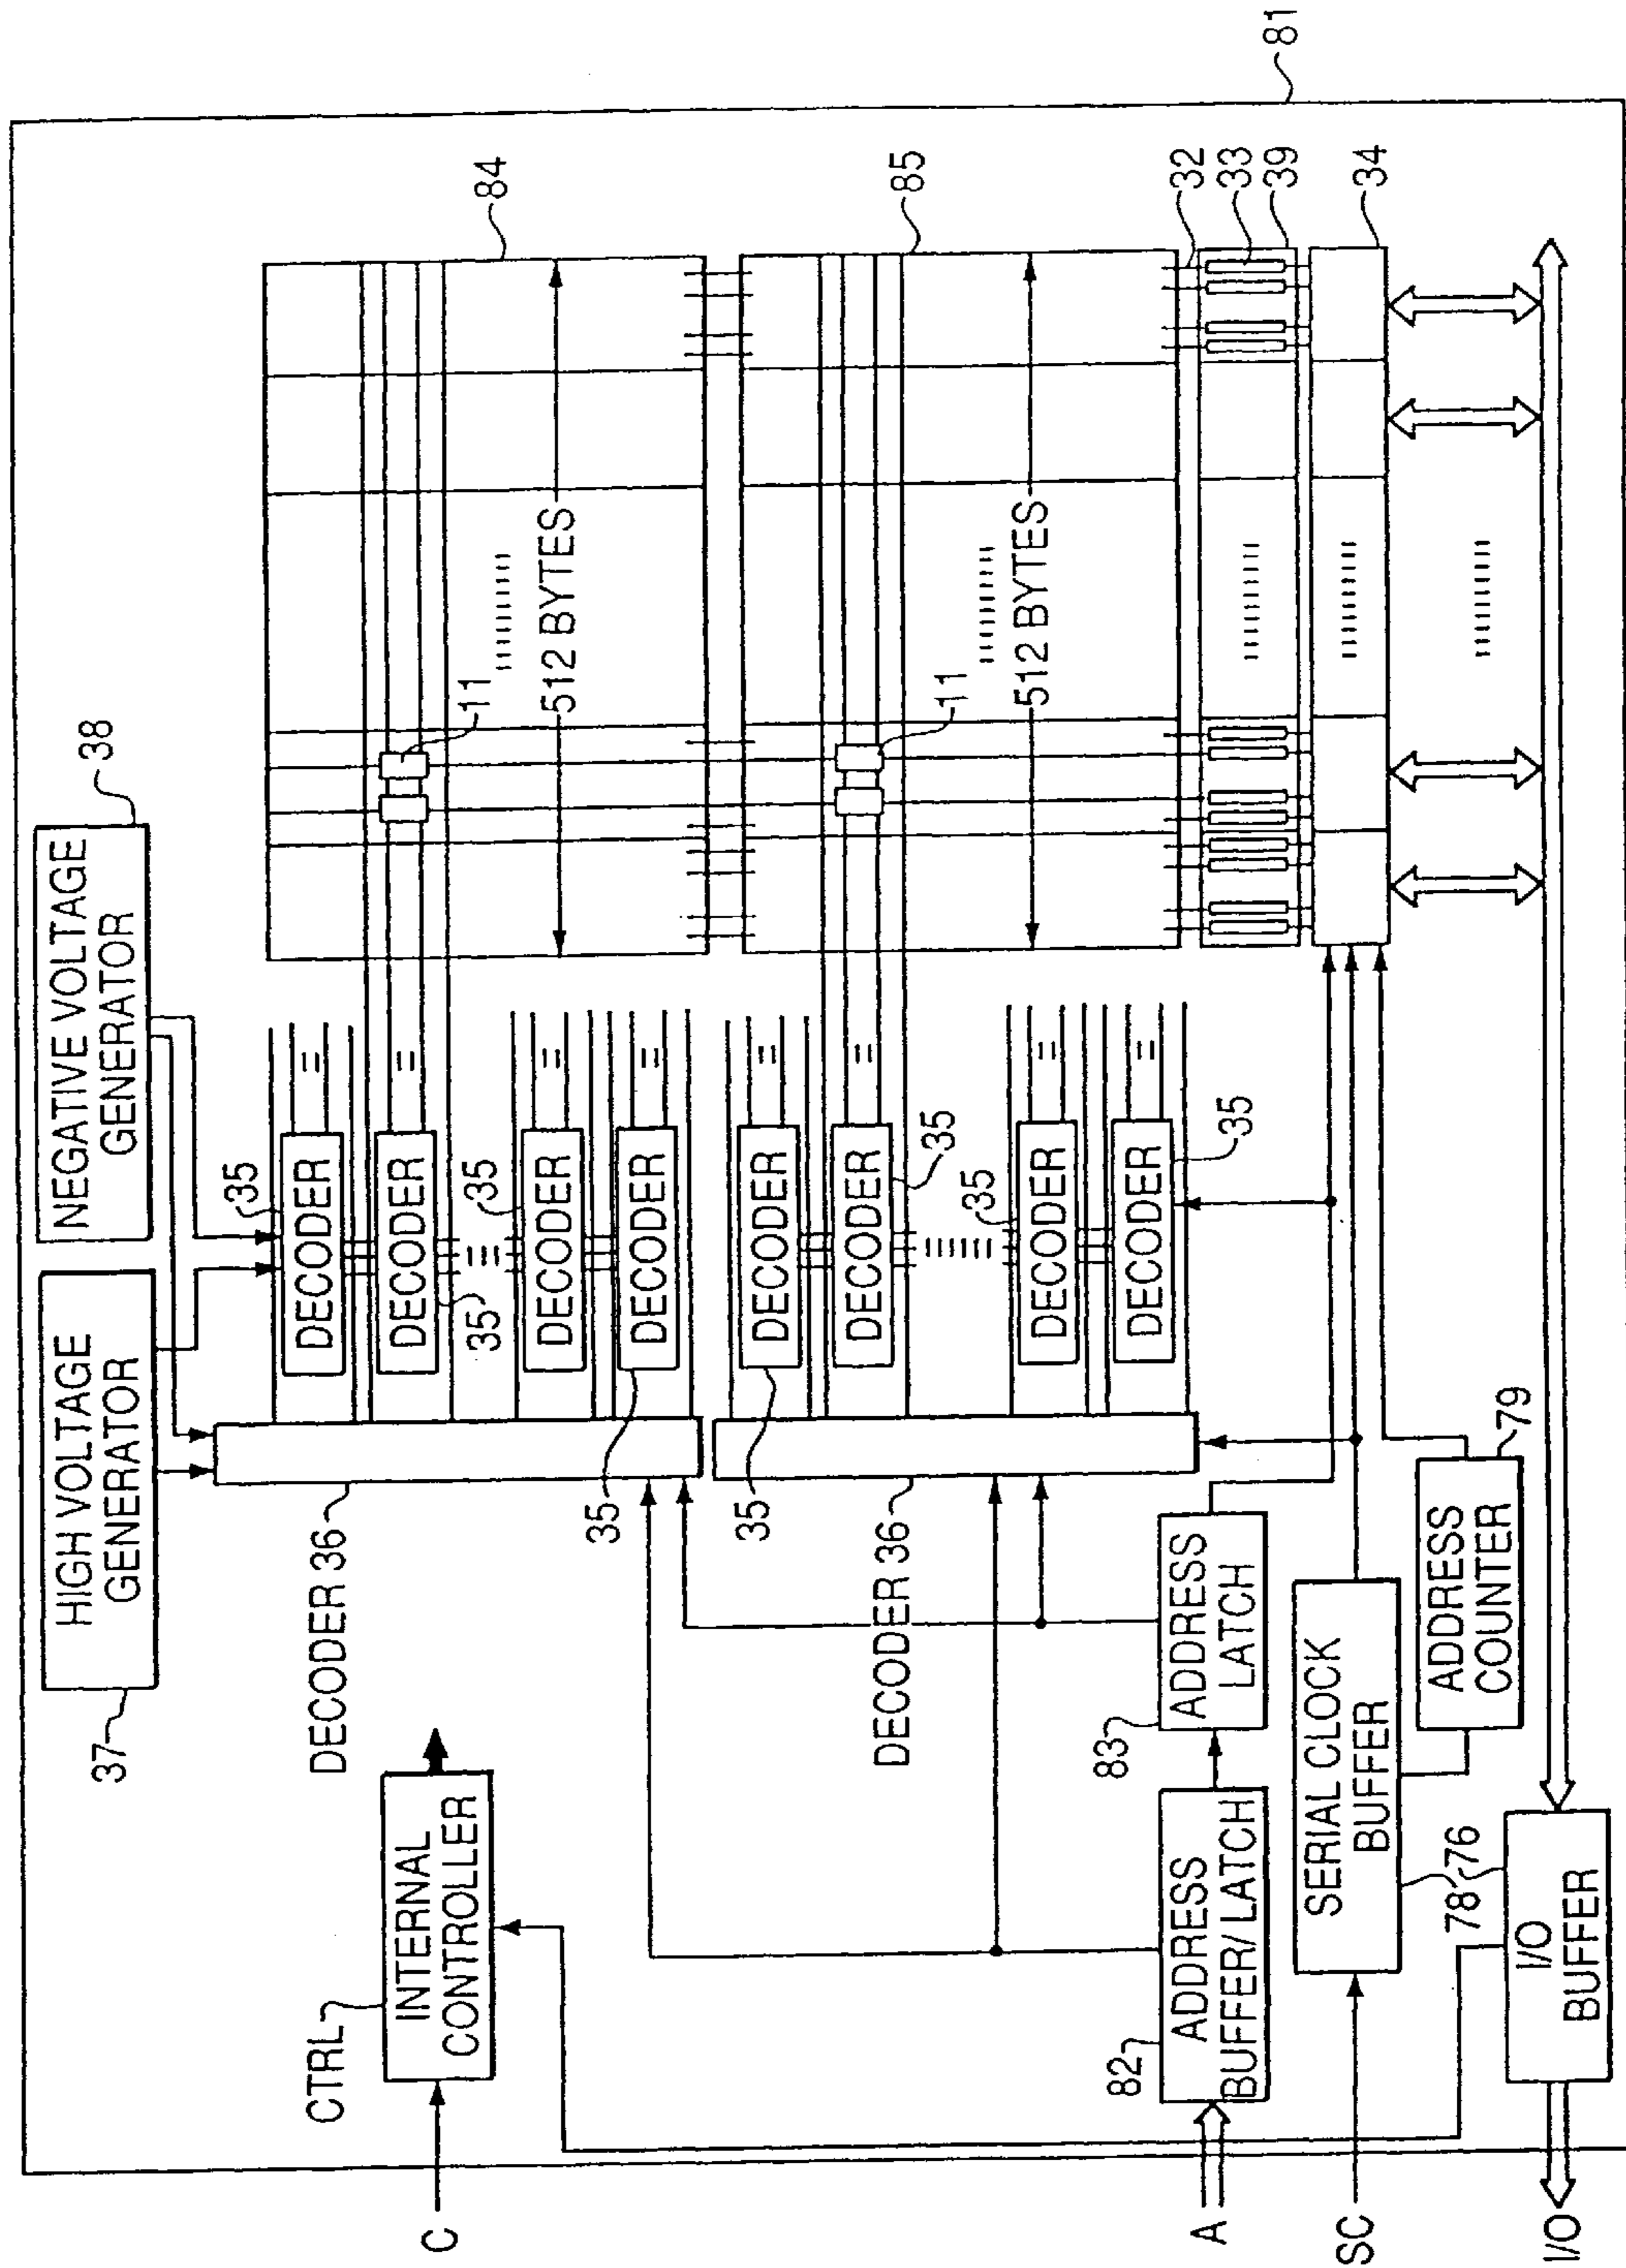 37
HIGH VOLTAGE
GENERATOR
NEGATIVE VOLTAGE
GENERATOR
38
CTRL
INTERNAL
CONTROLLER
C
DECODER 36
35
DECODER
DECODER
35
35
DECODER
DECODER
35
11
512 BYTES
84
DECODER 36
35
DECODER
DECODER
35
35
DECODER
DECODER
35
11
512 BYTES
85
32
33
39
34
81
A
82
ADDRESS
BUFFER/LATCH
83
ADDRESS
LATCH
SC
SERIAL CLOCK
BUFFER
78
ADDRESS
COUNTER
79
76
I/O
I/O
BUFFER